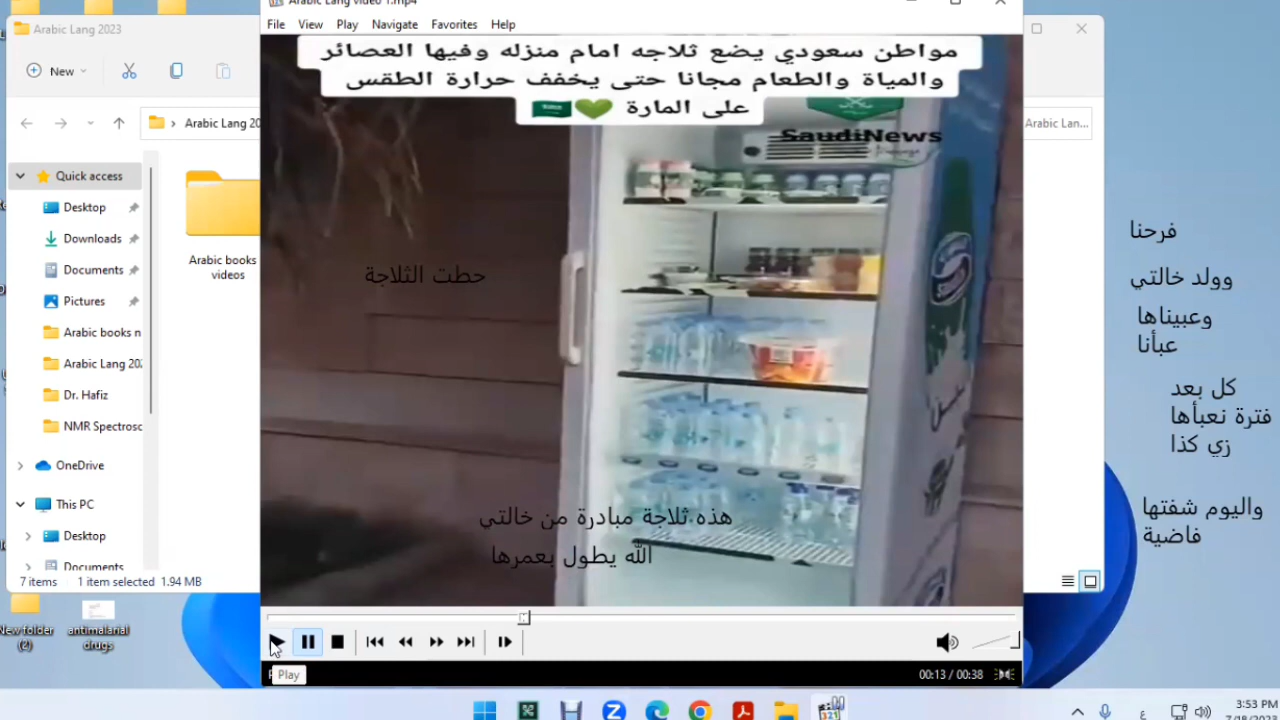 Arabic Lang 2023
Arabic Lang video 1.mp4
File View Play Navigate Favorites Help
New
Arabic Lang 20
Arabic Lan...
مواطن سعودي يضع ثلاجه امام منزله وفيها العصائر
والمياة والطعام مجانا حتى يخفف حرارة الطقس
على المارة
SaudiNews
Quick access
Desktop
Downloads
Documents
Pictures
Arabic books n
Arabic Lang 202
Dr. Hafiz
NMR Spectrosc
OneDrive
This PC
Desktop
Documents
Arabic books
videos
حطت الثلاجة
هذه ثلاجة مبادرة من خالتي
الله يطول بعمرها
فرحنا
وولد خالتي
وعبيناها
عبأنا
كل بعد
فترة نعبأها
زي كذا
واليوم شفتها
فاضية
7 items 1 item selected 1.94 MB
New folder
(2)
antimalarial
drugs
Play
00:13 / 00:38
ع
3:53 PM